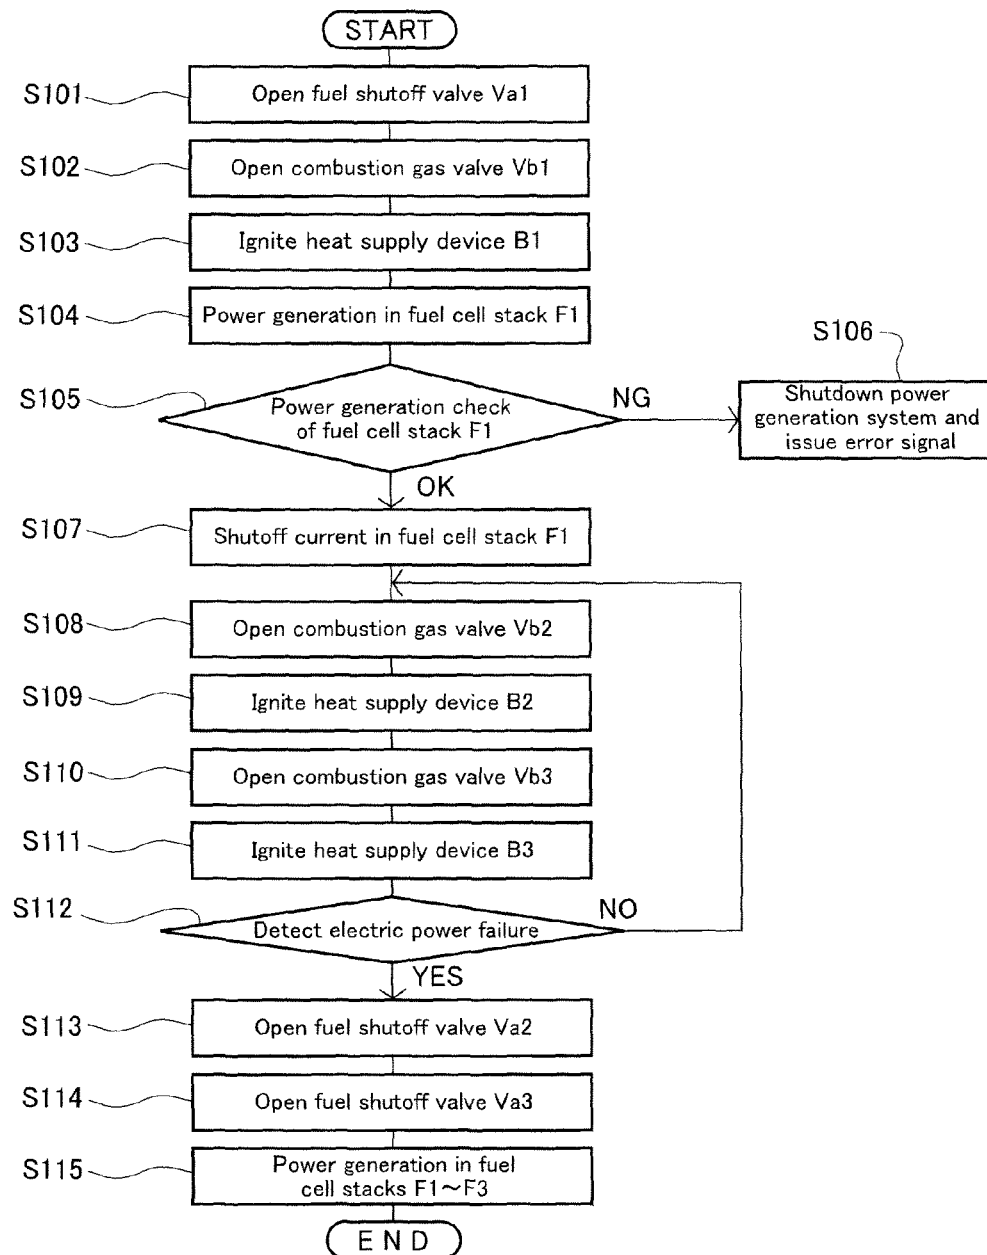 START
S101
Open fuel shutoff valve Va1
S102
Open combustion gas valve Vb1
S103
Ignite heat supply device B1
S104
Power generation in fuel cell stack F1
S105
Power generation check
of fuel cell stack F1
NG
S106
Shutdown power
generation system and
issue error signal
OK
S107
Shutoff current in fuel cell stack F1
S108
Open combustion gas valve Vb2
S109
Ignite heat supply device B2
S110
Open combustion gas valve Vb3
S111
Ignite heat supply device B3
S112
Detect electric power failure
NO
YES
S113
Open fuel shutoff valve Va2
S114
Open fuel shutoff valve Va3
S115
Power generation in fuel
cell stacks F1~F3
END